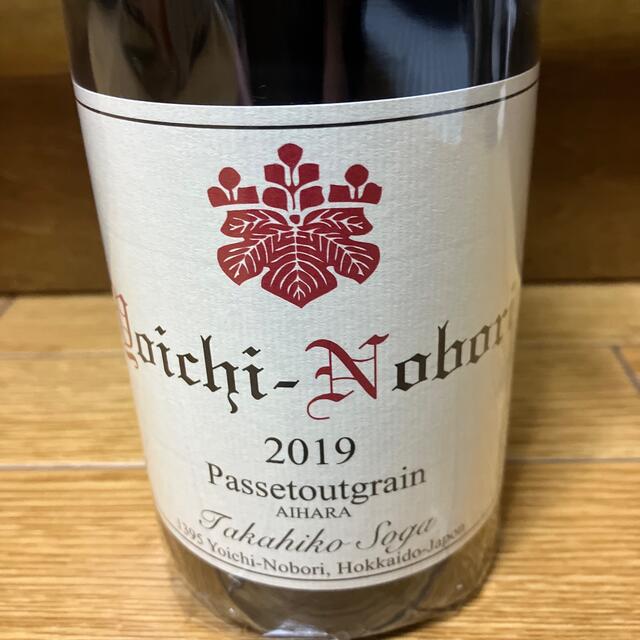 Yoichi-Nobori
2019
Passetoutgrain
AIHARA
Takahiko Soga
1395 Yoichi-Nobori, Hokkaido-Japon